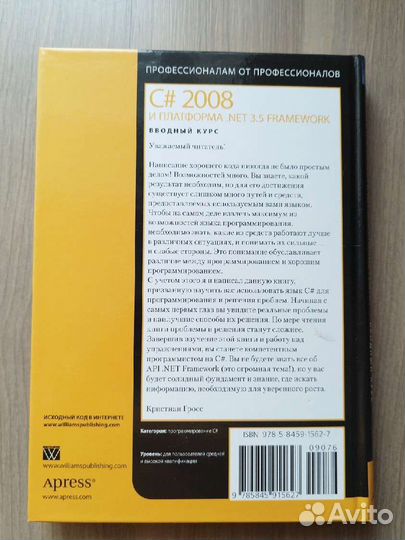 ПРОФЕССИОНАЛАМ ОТ ПРОФЕССИОНАЛОВ
C# 2008
И ПЛАТФОРМА .NET 3.5 FRAMEWORK
ВВОДНЫЙ КУРС
Уважаемый читатель!
Написание хорошего кода никогда не было простым
делом! Возможностей много. Вы знаете, какой
результат необходим, но для его достижения
существует слишком много путей и средств,
предоставляемых используемым вами языком.
Чтобы на самом деле извлечь максимум из
возможностей языка программирования,
необходимо знать, какие из средств работают лучше
в различных ситуациях, и понимать их сильные
и слабые стороны. Это понимание обуславливает
различие между программированием и хорошим
программированием.
С учетом этого я и написал данную книгу,
призванную научить вас использовать язык C# для
программирования и решения проблем. Начиная с
самых первых глав вы увидите реальные проблемы
и наилучшие способы их решения. По мере чтения
книги проблемы и решения станут сложнее.
Завершив изучение этой книги и работу над
упражнениями, вы станете компетентным
программистом на C#. Вы не будете знать все об
API .NET Framework (это огромная тема!), но у вас
будет солидный фундамент и знание, где искать
информацию, необходимую для уверенного роста.
Кристиан Гросс
ИСХОДНЫЙ КОД В ИНТЕРНЕТЕ
www.williamspublishing.com
Категория: программирование C#
Уровень: для пользователей средней
и высокой квалификации
www.williamspublishing.com
Apress®
www.apress.com
ISBN 978-5-8459-1562-7
09076
9 785845 915627
Avito